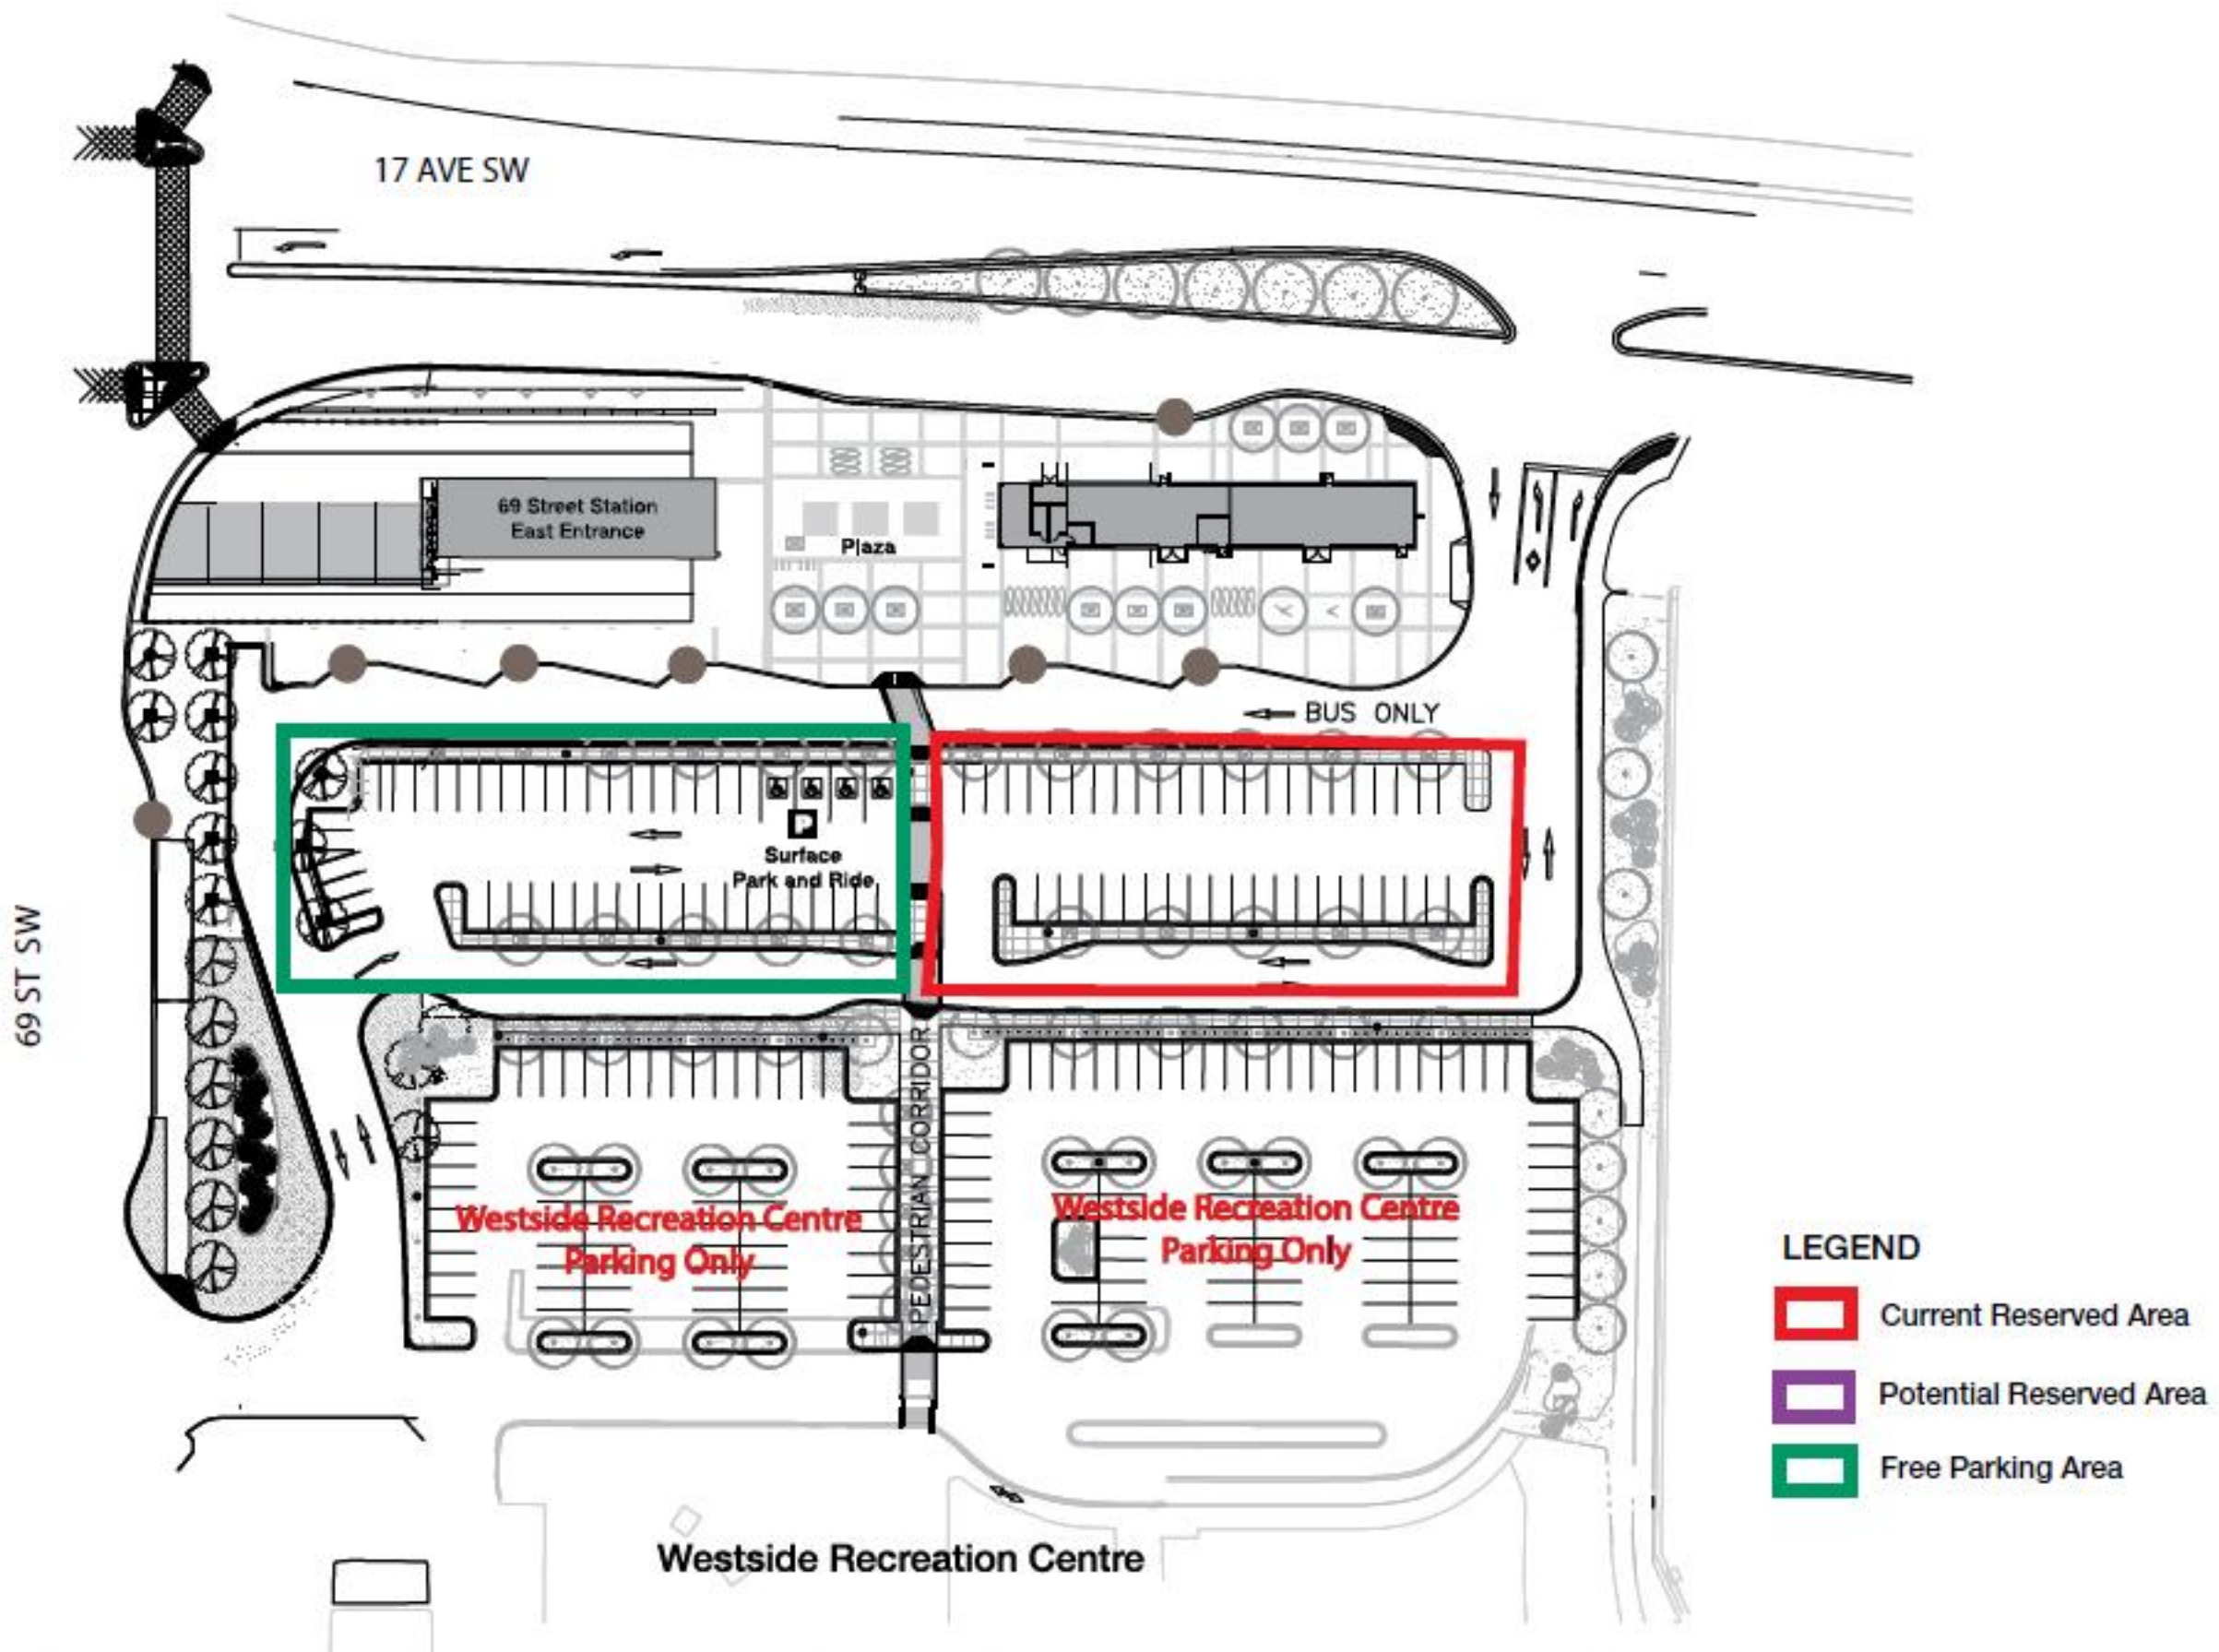 17 AVE SW
69 Street Station
East Entrance
Plaza
BUS ONLY
P
Surface
Park and Ride
69 ST SW
PEDESTRIAN CORRIDOR
Westside Recreation Centre
Parking Only
Westside Recreation Centre
Parking Only
LEGEND
Current Reserved Area
Potential Reserved Area
Free Parking Area
Westside Recreation Centre